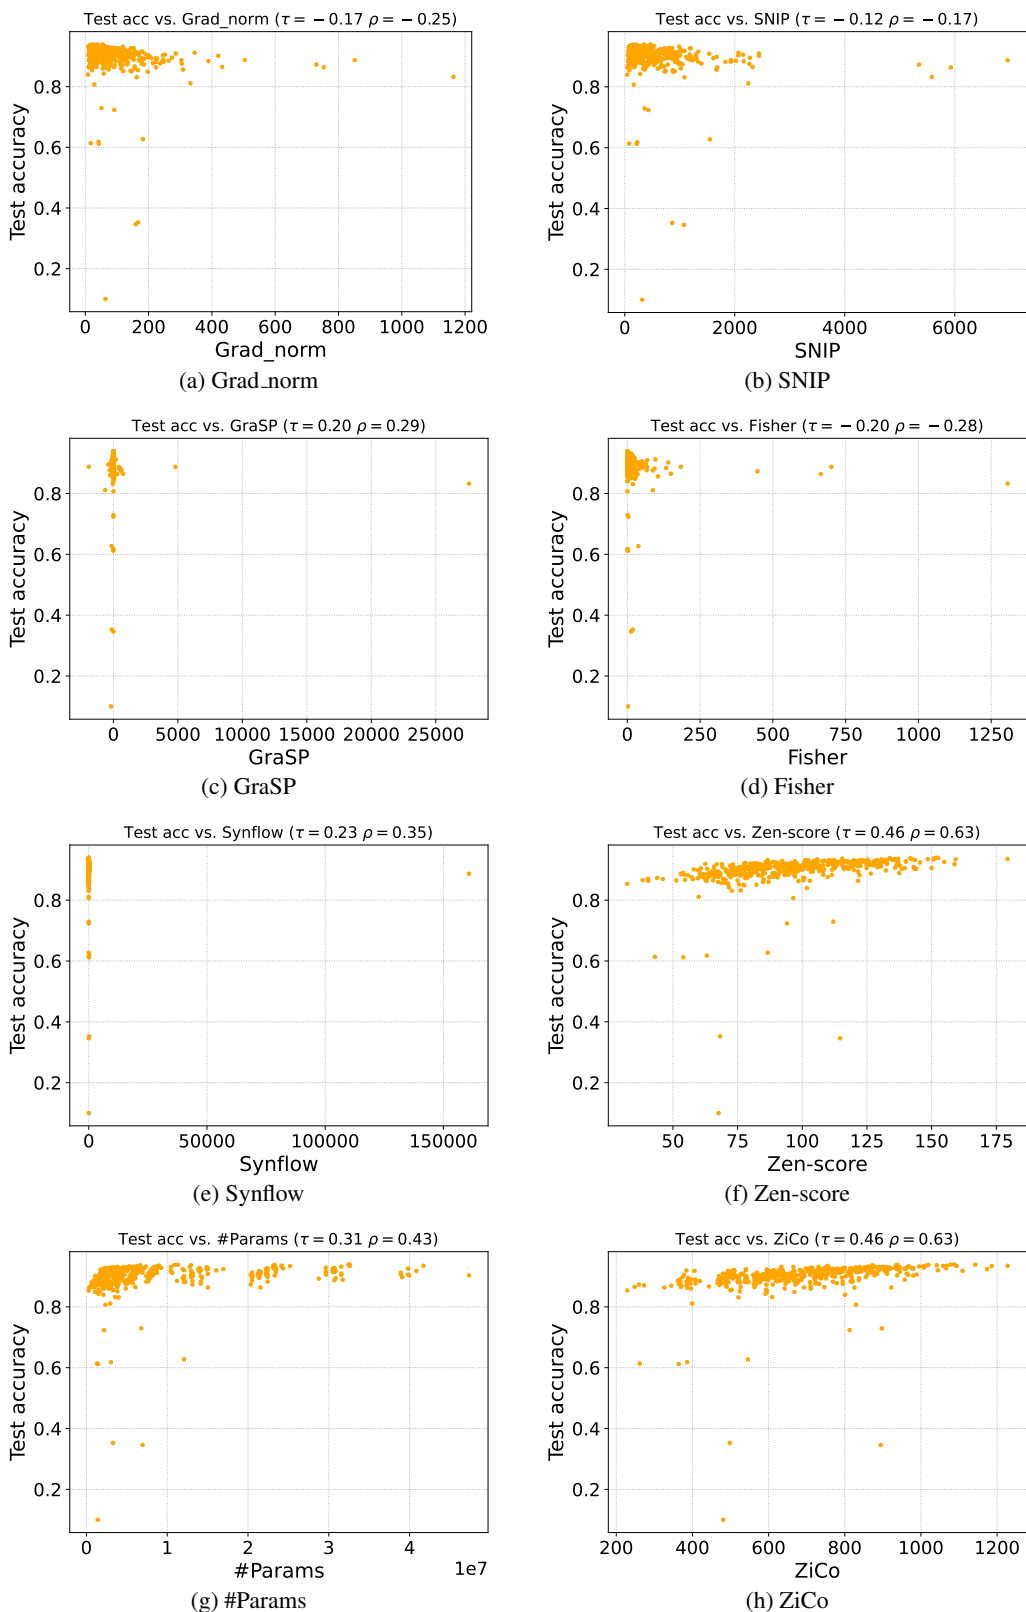 Test acc vs. Grad_norm (τ = −0.17 ρ = −0.25)
Test accuracy
0.8
0.6
0.4
0.2
0 200 400 600 800 1000 1200
Grad_norm
(a) Grad_norm
Test acc vs. SNIP (τ = −0.12 ρ = −0.17)
Test accuracy
0.8
0.6
0.4
0.2
0 2000 4000 6000
SNIP
(b) SNIP
Test acc vs. GraSP (τ = 0.20 ρ = 0.29)
Test accuracy
0.8
0.6
0.4
0.2
0 5000 10000 15000 20000 25000
GraSP
(c) GraSP
Test acc vs. Fisher (τ = −0.20 ρ = −0.28)
Test accuracy
0.8
0.6
0.4
0.2
0 250 500 750 1000 1250
Fisher
(d) Fisher
Test acc vs. Synflow (τ = 0.23 ρ = 0.35)
Test accuracy
0.8
0.6
0.4
0.2
0 50000 100000 150000
Synflow
(e) Synflow
Test acc vs. Zen-score (τ = 0.46 ρ = 0.63)
Test accuracy
0.8
0.6
0.4
0.2
50 75 100 125 150 175
Zen-score
(f) Zen-score
Test acc vs. #Params (τ = 0.31 ρ = 0.43)
Test accuracy
0.8
0.6
0.4
0.2
0 1 2 3 4
1e7
#Params
(g) #Params
Test acc vs. ZiCo (τ = 0.46 ρ = 0.63)
Test accuracy
0.8
0.6
0.4
0.2
200 400 600 800 1000 1200
ZiCo
(h) ZiCo